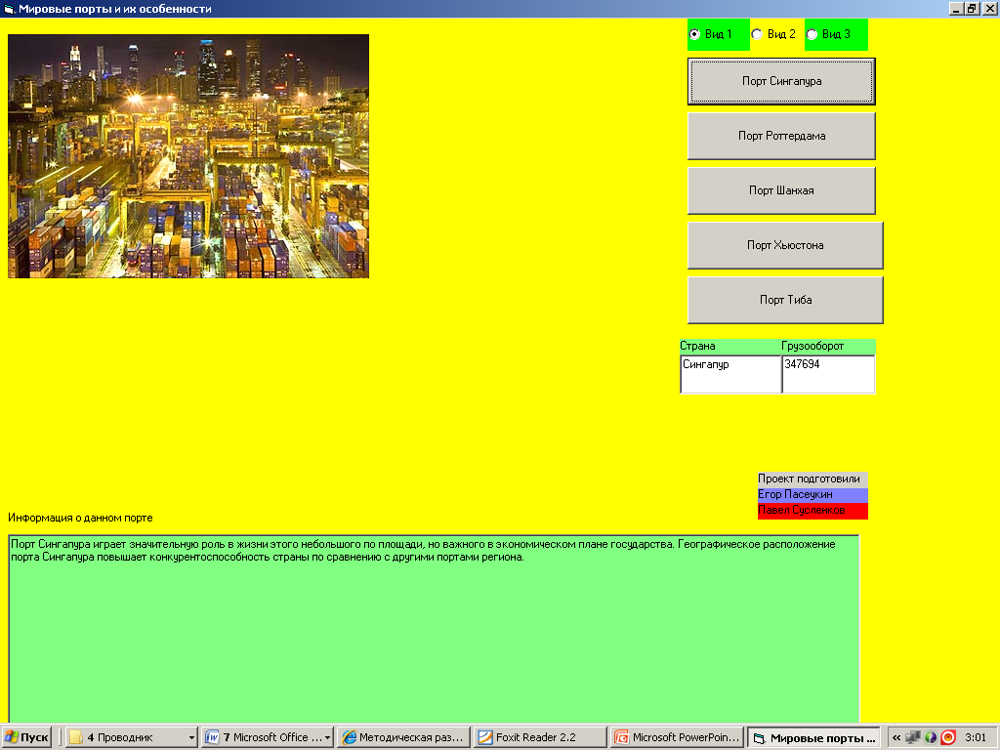 Мировые порты и их особенности
Вид 1
Вид 2
Вид 3
Порт Сингапура
Порт Роттердама
Порт Шанхая
Порт Хьюстона
Порт Тиба
Страна
Грузооборот
Сингапур
347694
Проект подготовили
Егор Пасеукин
Павел Сусленков
Информация о данном порте
Порт Сингапура играет значительную роль в жизни этого небольшого по площади, но важного в экономическом плане государства. Географическое расположение
порта Сингапура повышает конкурентоспособность страны по сравнению с другими портами региона.
Пуск
4 Проводник
7 Microsoft Office ...
Методическая раз...
Foxit Reader 2.2
Microsoft PowerPoin...
Мировые порты ...
«
3:01